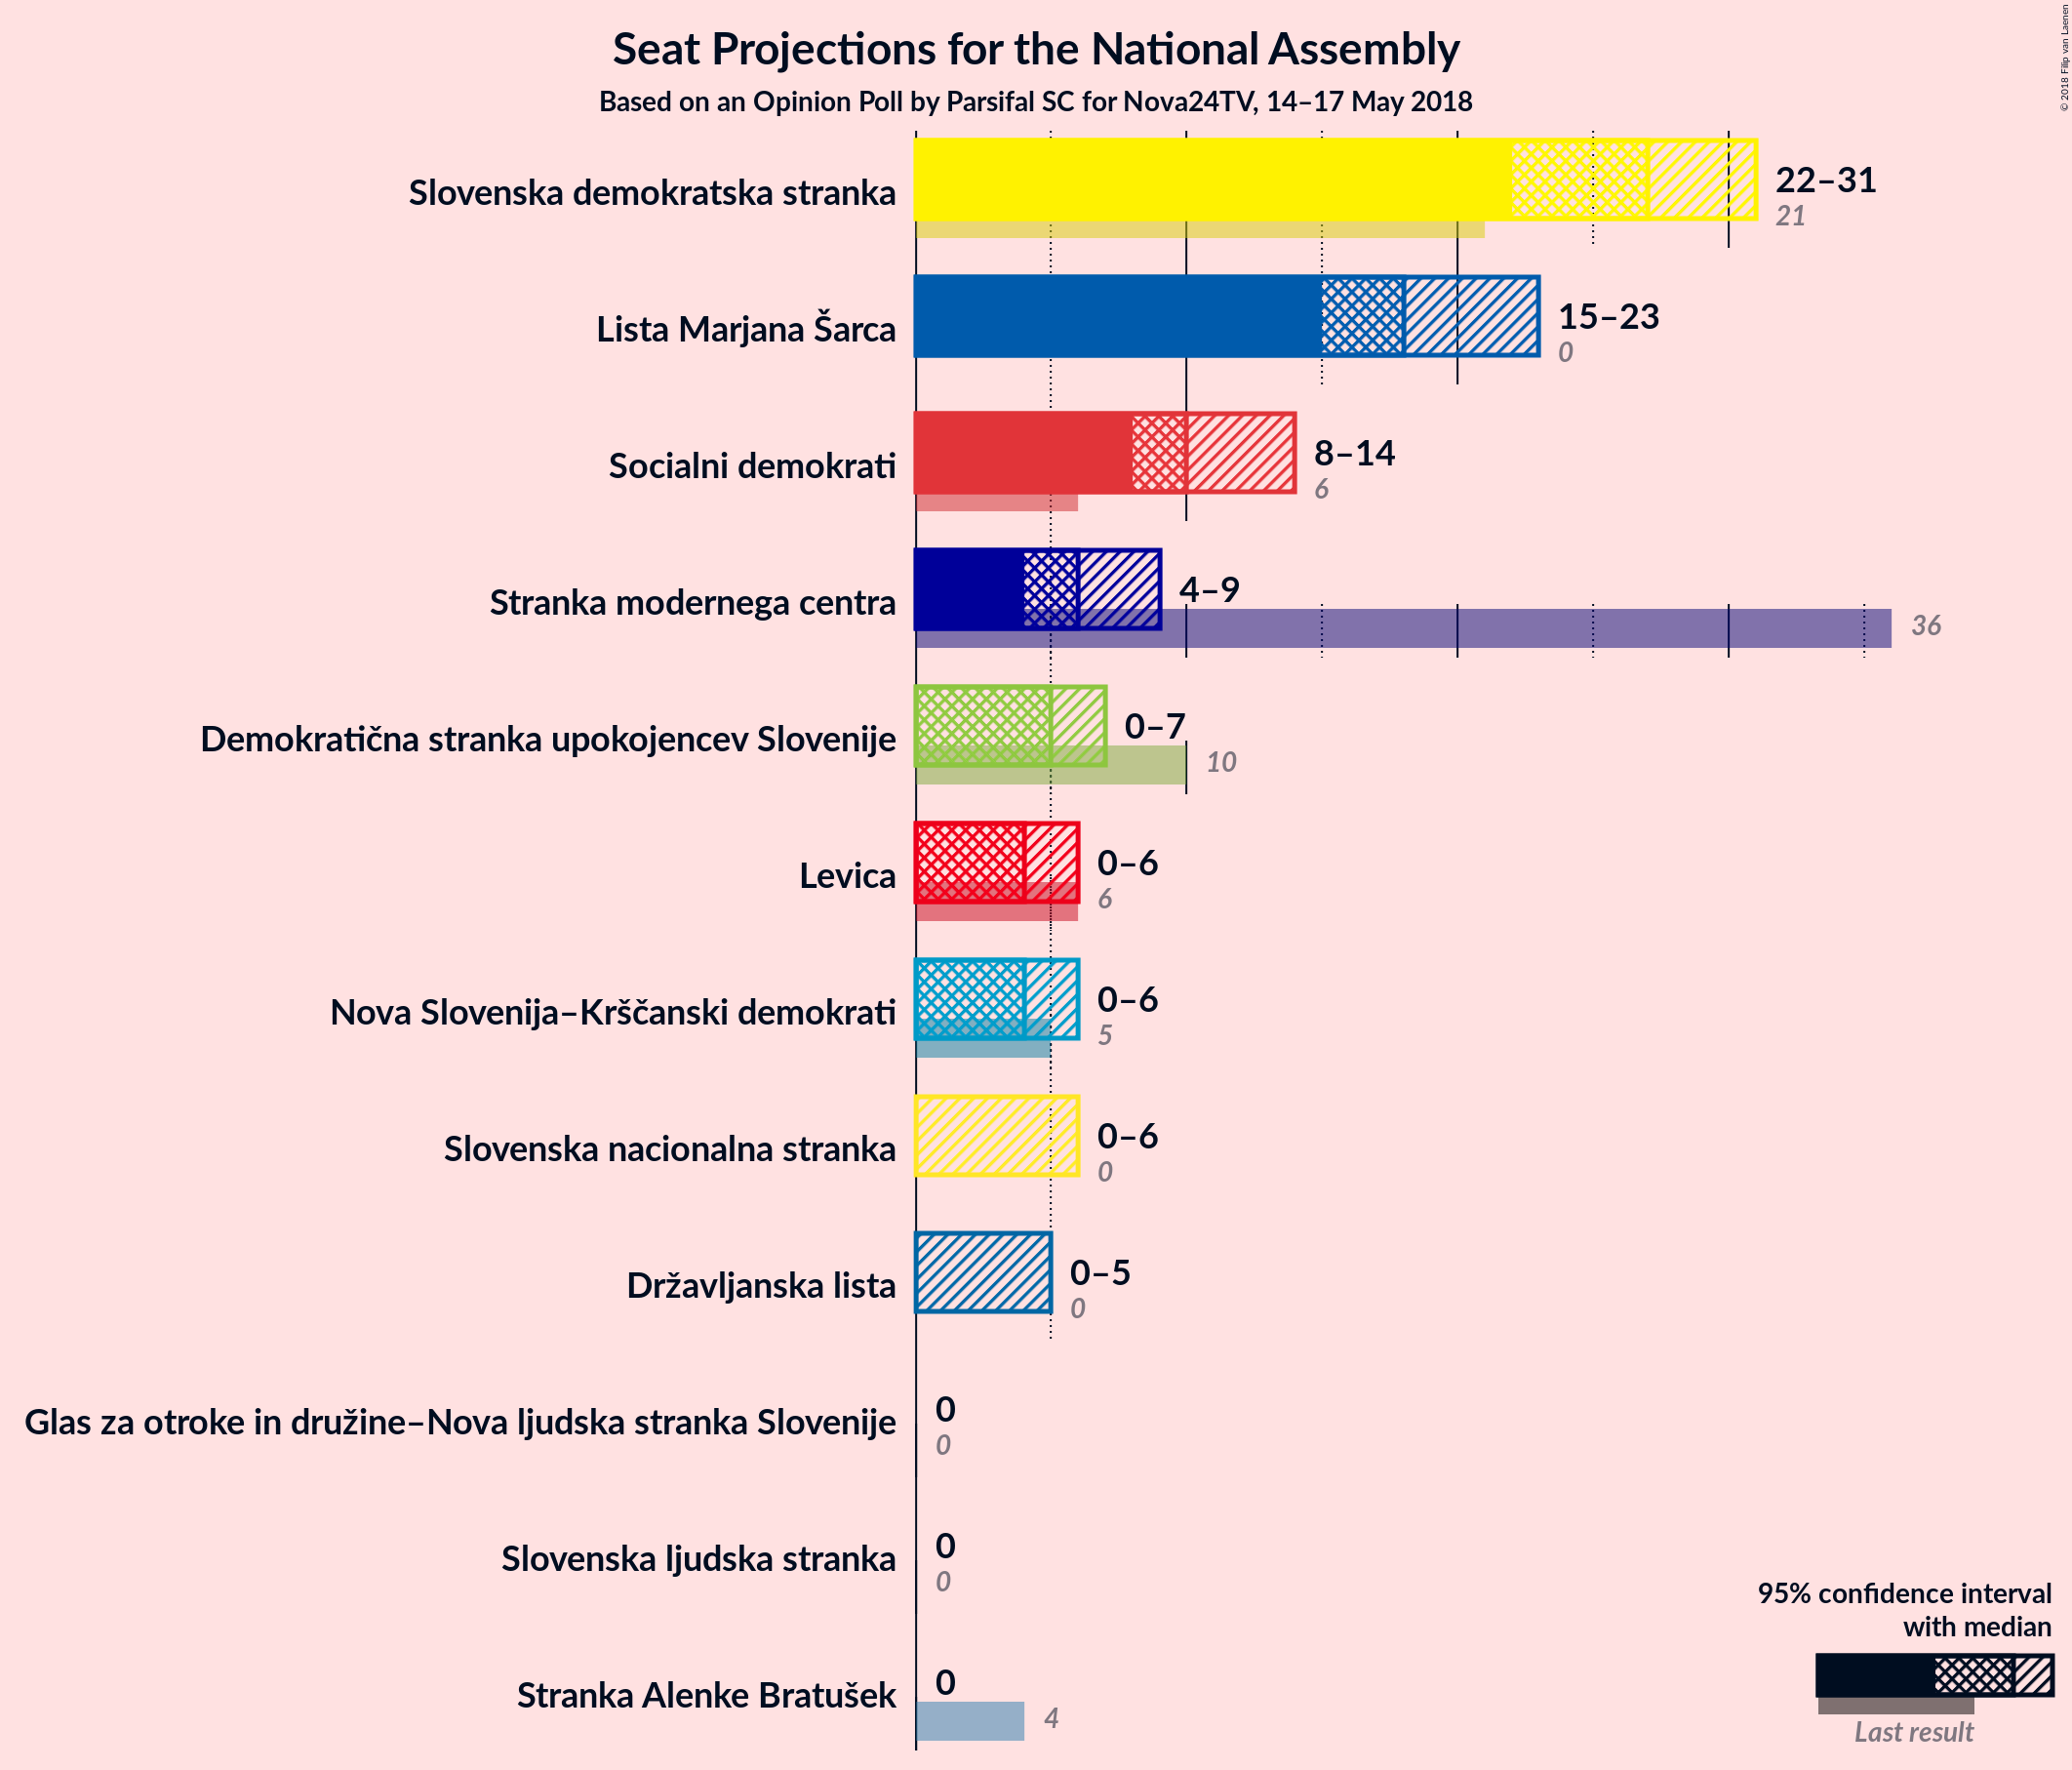 Seat Projections for the National Assembly
Based on an Opinion Poll by Parsifal SC for Nova24TV, 14–17 May 2018
© 2018 Filip van Laenen
Slovenska demokratska stranka
22–31
21
Lista Marjana Šarca
15–23
0
Socialni demokrati
8–14
6
Stranka modernega centra
4–9
36
Demokratična stranka upokojencev Slovenije
0–7
10
Levica
0–6
6
Nova Slovenija–Krščanski demokrati
0–6
5
Slovenska nacionalna stranka
0–6
0
Državljanska lista
0–5
0
Glas za otroke in družine–Nova ljudska stranka Slovenije
0
0
Slovenska ljudska stranka
0
0
Stranka Alenke Bratušek
0
4
95% confidence interval
with median
Last result